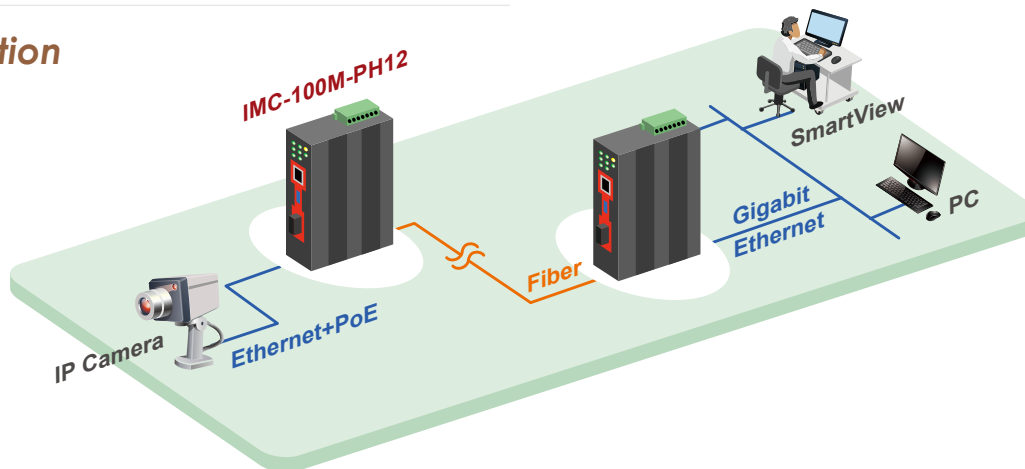 tion
IMC-100M-PH12
SmartView
PC
Gigabit
Ethernet
Fiber
Ethernet+PoE
IP Camera